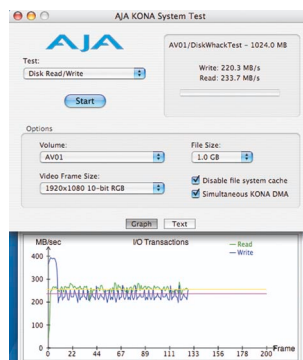 AJA KONA System Test
AJA
AV01/DiskWhackTest - 1024.0 MB
Test:
Disk Read/Write
Write: 220.3 MB/s
Read: 233.7 MB/s
Start
Options
Volume:
File Size:
AV01
1.0 GB
Video Frame Size:
1920x1080 10-bit RGB
Disable file system cache
Simultaneous KONA DMA
Graph
Text
MB/sec
I/O Transactions
Read
Write
400
300
200
100
0
0 22 44 67 89 111 133 156 178 200
Frame